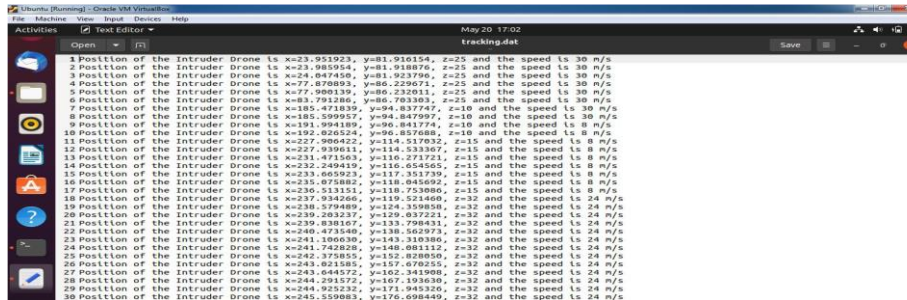 Ubuntu [Running] - Oracle VM VirtualBox
File Machine View Input Devices Help
Activities Text Editor May 20 17:02
Open tracking.dat Save
1 Position of the Intruder Drone is x=23.951923, y=81.916154, z=25 and the speed is 30 m/s
2 Position of the Intruder Drone is x=23.985954, y=81.918876, z=25 and the speed is 30 m/s
3 Position of the Intruder Drone is x=24.047450, y=81.923796, z=25 and the speed is 30 m/s
4 Position of the Intruder Drone is x=77.870893, y=86.229671, z=25 and the speed is 30 m/s
5 Position of the Intruder Drone is x=77.900139, y=86.232011, z=25 and the speed is 30 m/s
6 Position of the Intruder Drone is x=83.791286, y=86.703303, z=25 and the speed is 30 m/s
7 Position of the Intruder Drone is x=185.471839, y=94.837747, z=10 and the speed is 30 m/s
8 Position of the Intruder Drone is x=185.599957, y=94.847997, z=10 and the speed is 30 m/s
9 Position of the Intruder Drone is x=191.994189, y=96.841774, z=10 and the speed is 8 m/s
10 Position of the Intruder Drone is x=192.026524, y=96.857688, z=10 and the speed is 8 m/s
11 Position of the Intruder Drone is x=227.906422, y=114.517032, z=15 and the speed is 8 m/s
12 Position of the Intruder Drone is x=227.939611, y=114.533367, z=15 and the speed is 8 m/s
13 Position of the Intruder Drone is x=231.471563, y=116.271721, z=15 and the speed is 8 m/s
14 Position of the Intruder Drone is x=232.249419, y=116.654565, z=15 and the speed is 8 m/s
15 Position of the Intruder Drone is x=233.665923, y=117.351739, z=15 and the speed is 8 m/s
16 Position of the Intruder Drone is x=235.075882, y=118.045692, z=15 and the speed is 8 m/s
17 Position of the Intruder Drone is x=236.513151, y=118.753086, z=15 and the speed is 8 m/s
18 Position of the Intruder Drone is x=237.934266, y=119.521460, z=32 and the speed is 24 m/s
19 Position of the Intruder Drone is x=238.579489, y=124.359858, z=32 and the speed is 24 m/s
20 Position of the Intruder Drone is x=239.203237, y=129.037221, z=32 and the speed is 24 m/s
21 Position of the Intruder Drone is x=239.838167, y=133.798431, z=32 and the speed is 24 m/s
22 Position of the Intruder Drone is x=240.473540, y=138.562973, z=32 and the speed is 24 m/s
23 Position of the Intruder Drone is x=241.106630, y=143.310386, z=32 and the speed is 24 m/s
24 Position of the Intruder Drone is x=241.742828, y=148.081112, z=32 and the speed is 24 m/s
25 Position of the Intruder Drone is x=242.375855, y=152.828050, z=32 and the speed is 24 m/s
26 Position of the Intruder Drone is x=243.021585, y=157.670255, z=32 and the speed is 24 m/s
27 Position of the Intruder Drone is x=243.644572, y=162.341908, z=32 and the speed is 24 m/s
28 Position of the Intruder Drone is x=244.291572, y=167.193630, z=32 and the speed is 24 m/s
29 Position of the Intruder Drone is x=244.925232, y=171.945326, z=32 and the speed is 24 m/s
30 Position of the Intruder Drone is x=245.559083, y=176.698449, z=32 and the speed is 24 m/s